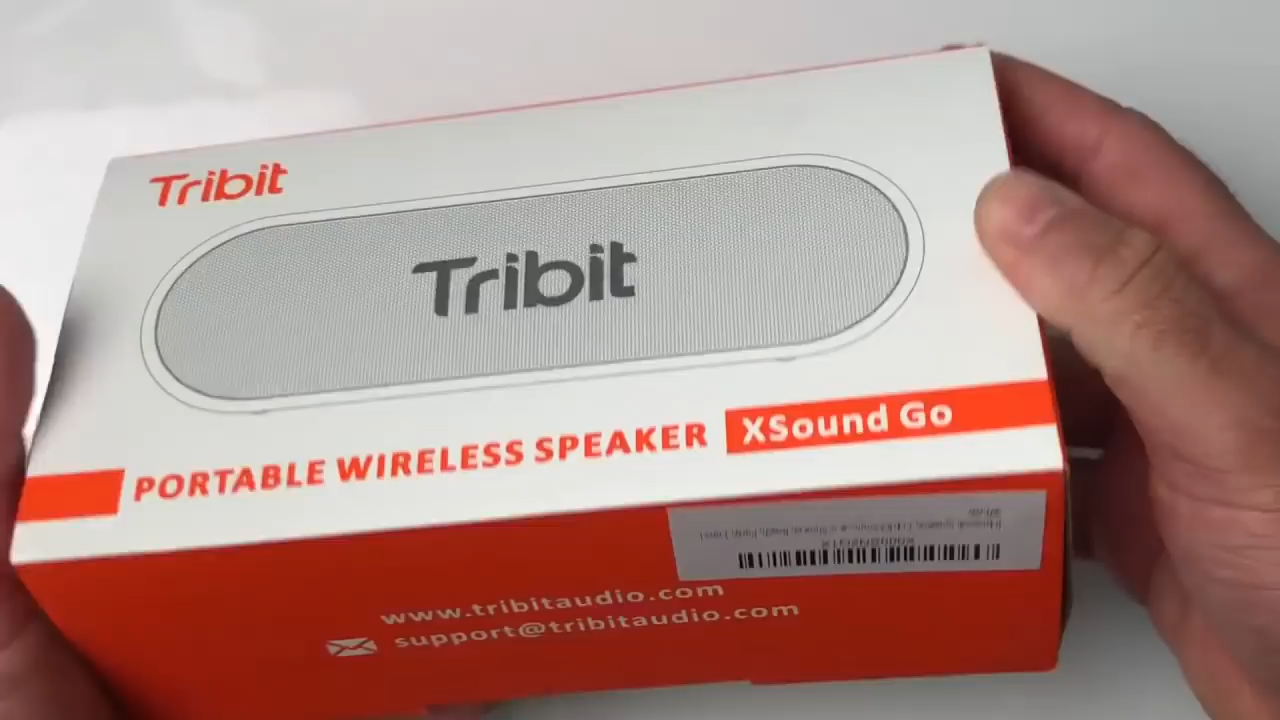 Tribit
Tribit
PORTABLE WIRELESS SPEAKER XSound Go
www.tribitaudio.com
support@tribitaudio.com